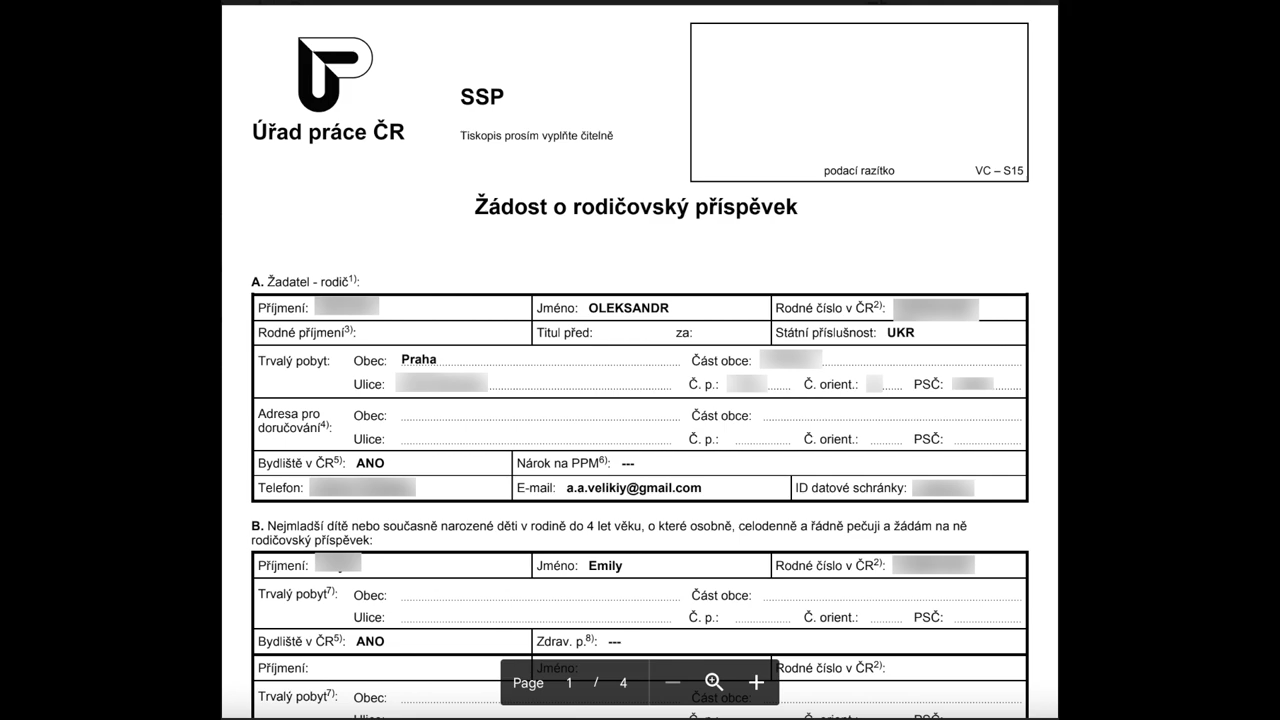 SSP
Úřad práce ČR
Tiskopis prosím vyplňte čitelně
podací razítko VC – S15
Žádost o rodičovský příspěvek
A. Žadatel - rodič1):
Příjmení: Jméno: OLEKSANDR Rodné číslo v ČR2):
Rodné příjmení3): Titul před: za: Státní příslušnost: UKR
Trvalý pobyt: Obec: Praha Část obce:
Ulice: Č. p.: Č. orient.: PSČ:
Adresa pro doručování4): Obec: Část obce:
Ulice: Č. p.: Č. orient.: PSČ:
Bydliště v ČR5): ANO Nárok na PPM6): ---
Telefon: E-mail: a.a.velikiy@gmail.com ID datové schránky:
B. Nejmladší dítě nebo současně narozené děti v rodině do 4 let věku, o které osobně, celodenně a řádně pečuji a žádám na ně
rodičovský příspěvek:
Příjmení: Jméno: Emily Rodné číslo v ČR2):
Trvalý pobyt7): Obec: Část obce:
Ulice: Č. p.: Č. orient.: PSČ:
Bydliště v ČR5): ANO Zdrav. p.8): ---
Příjmení: Jméno: Rodné číslo v ČR2):
Page 1 / 4
Trvalý pobyt7): Obec: Část obce: